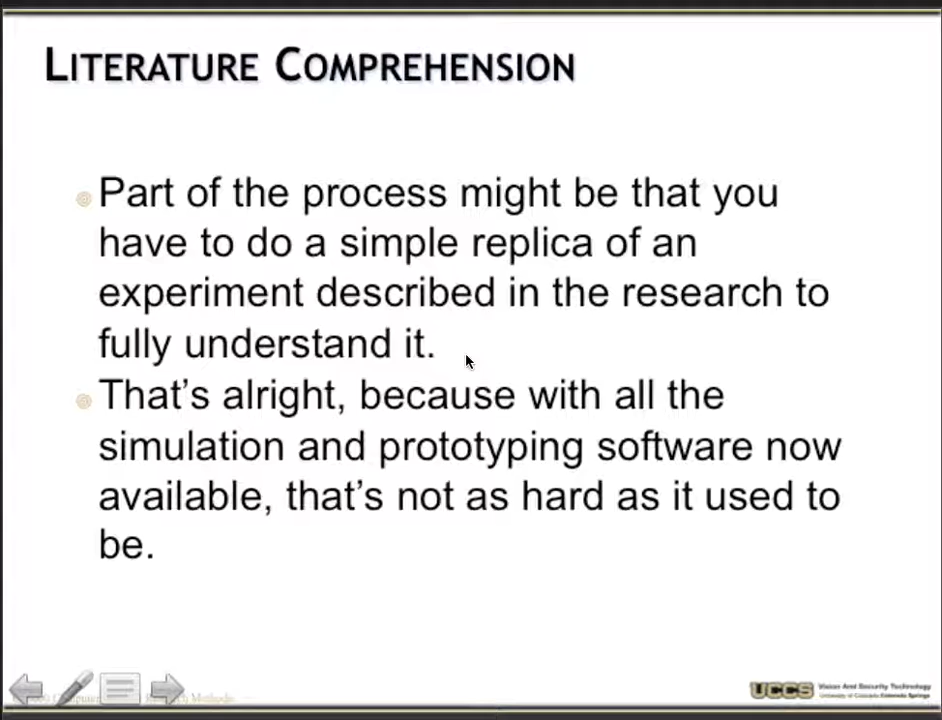 LITERATURE COMPREHENSION
Part of the process might be that you
have to do a simple replica of an
experiment described in the research to
fully understand it.
That's alright, because with all the
simulation and prototyping software now
available, that's not as hard as it used to
be.
UCCS
Vision And Security Technology
University of Colorado Colorado Springs